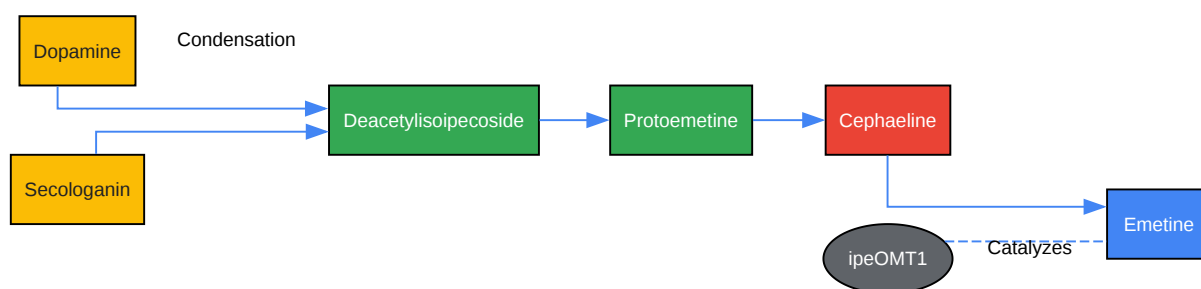 Dopamine
Condensation
Secologanin
Deacetylisoipecoside
Protoemetine
Cephaeline
ipeOMT1
Catalyzes
Emetine